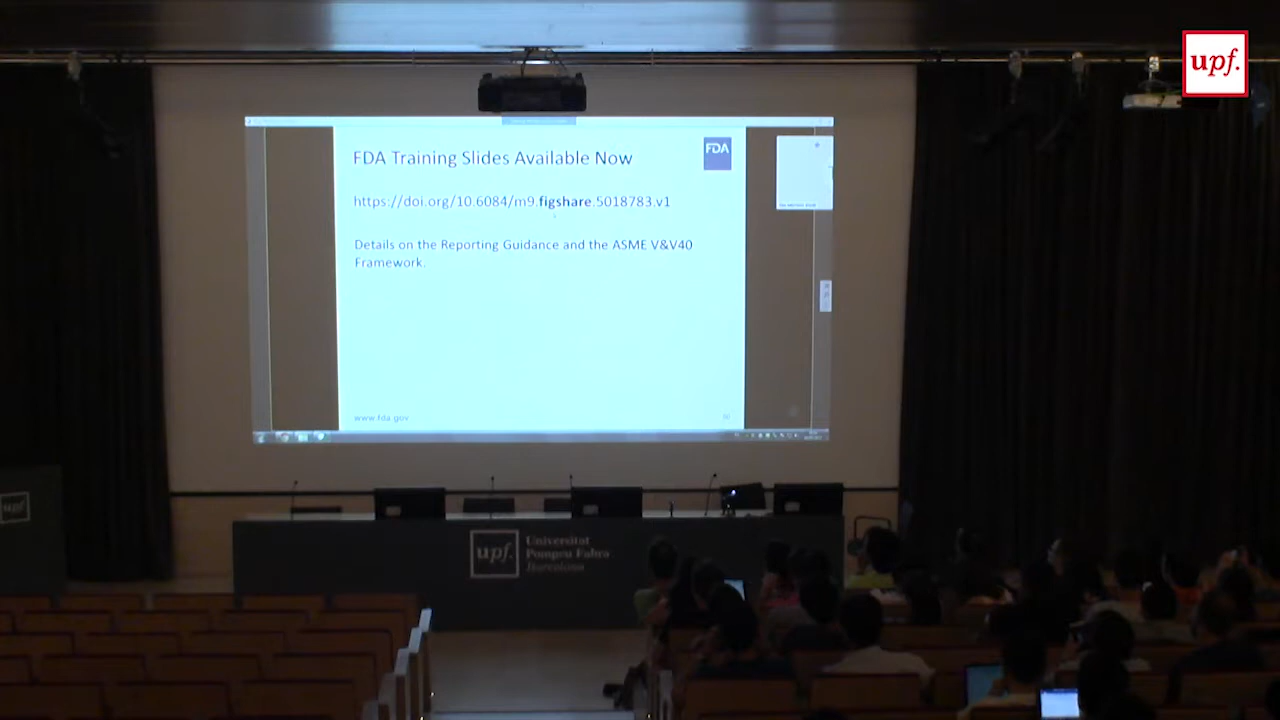 upf.
FDA
FDA Training Slides Available Now
https://doi.org/10.6084/m9.figshare.5018783.v1
Details on the Reporting Guidance and the ASME V&V40
Framework.
www.fda.gov
upf.
upf.
Universitat
Pompeu Fabra
Barcelona